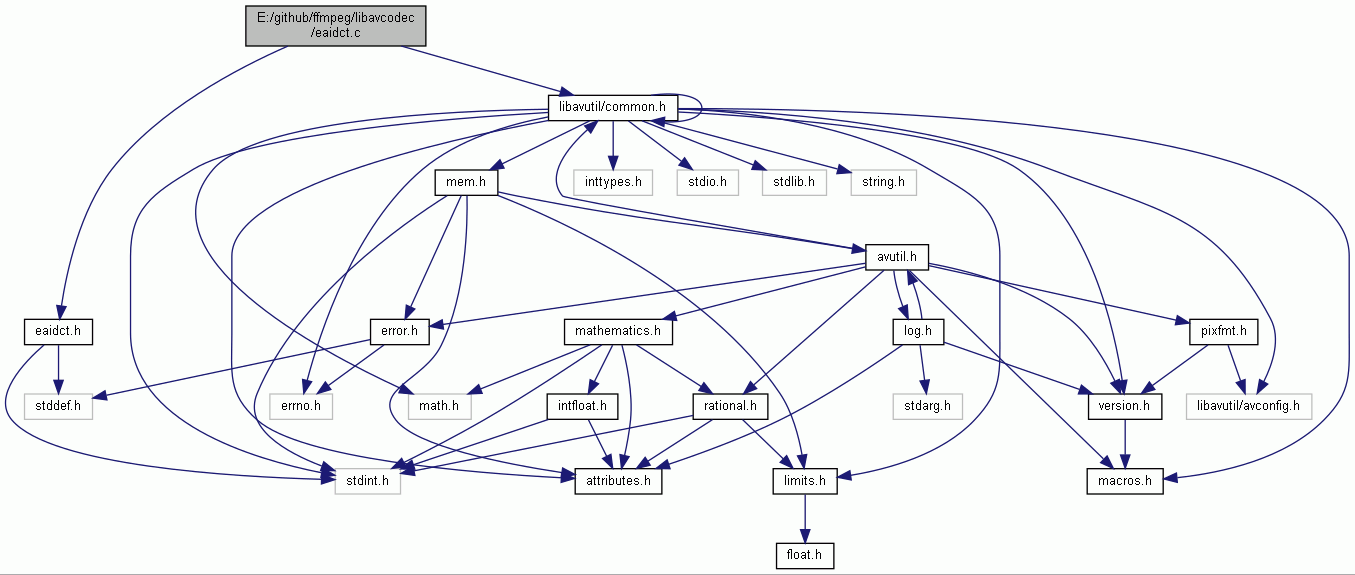 E:/github/ffmpeg/libavcodec
/eaidct.c
libavutil/common.h
mem.h
inttypes.h
stdio.h
stdlib.h
string.h
avutil.h
eaidct.h
error.h
mathematics.h
log.h
pixfmt.h
stddef.h
errno.h
math.h
intfloat.h
rational.h
stdarg.h
version.h
libavutil/avconfig.h
stdint.h
attributes.h
limits.h
macros.h
float.h